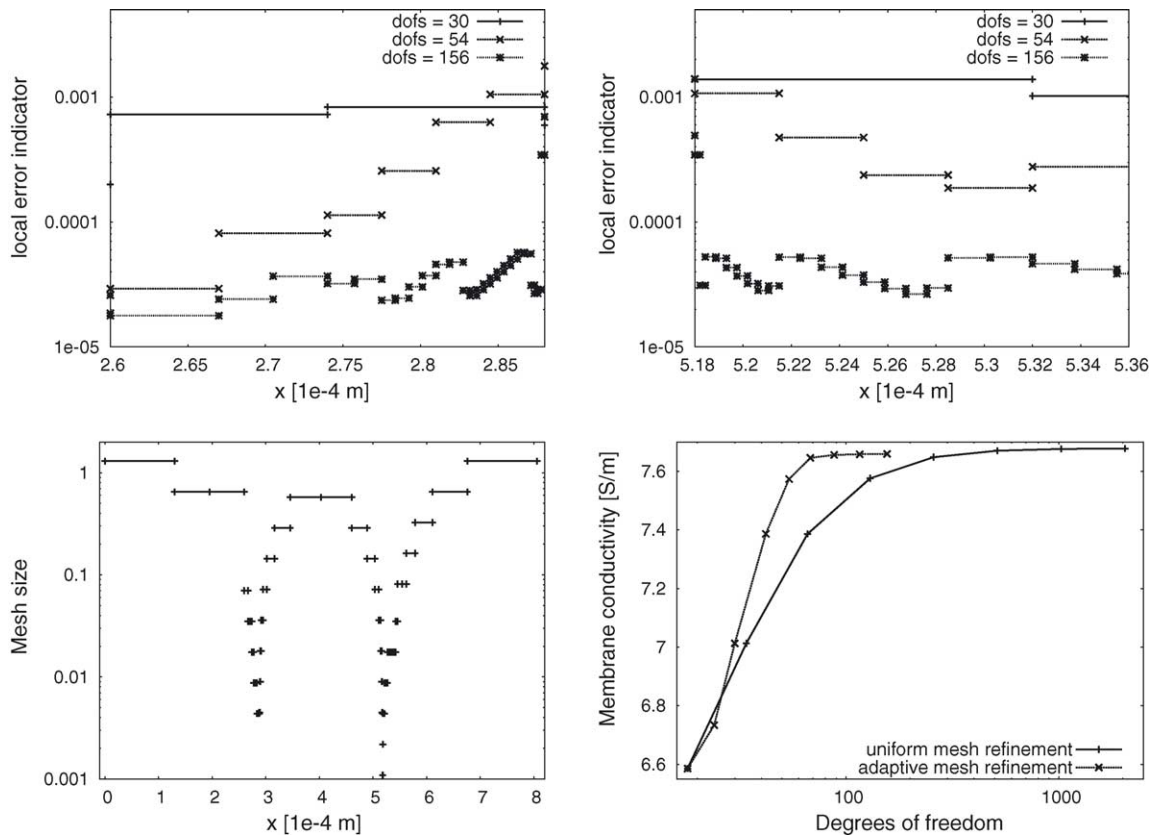 dofs = 30
dofs = 54
dofs = 156
local error indicator
0.001
0.0001
1e-05
2.6
2.65
2.7
2.75
2.8
2.85
x [1e-4 m]
dofs = 30
dofs = 54
dofs = 156
local error indicator
0.001
0.0001
1e-05
5.18
5.2
5.22
5.24
5.26
5.28
5.3
5.32
5.34
5.36
x [1e-4 m]
Mesh size
1
0.1
0.01
0.001
0
1
2
3
4
5
6
7
8
x [1e-4 m]
Membrane conductivity [S/m]
7.6
7.4
7.2
7
6.8
6.6
uniform mesh refinement
adaptive mesh refinement
100
1000
Degrees of freedom